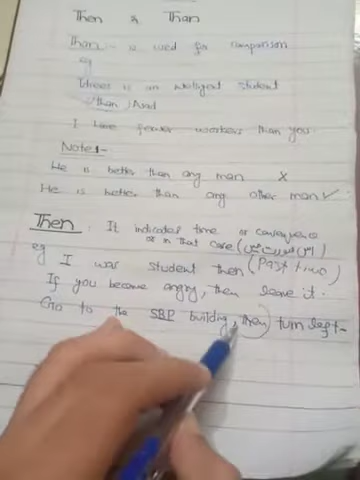 Then & Than
Than :- is used for comparison
eg
Idrees is an intelligent student
than Asad
I have fewer workers than you
Note:-
He is better than any man X
He is better than any other man ✓
Then : It indicates time or consequence
or in that case (اس صورت میں)
eg I was student then (Past time)
If you become angry, then leave it.
Go to the SBP building, then turn left-